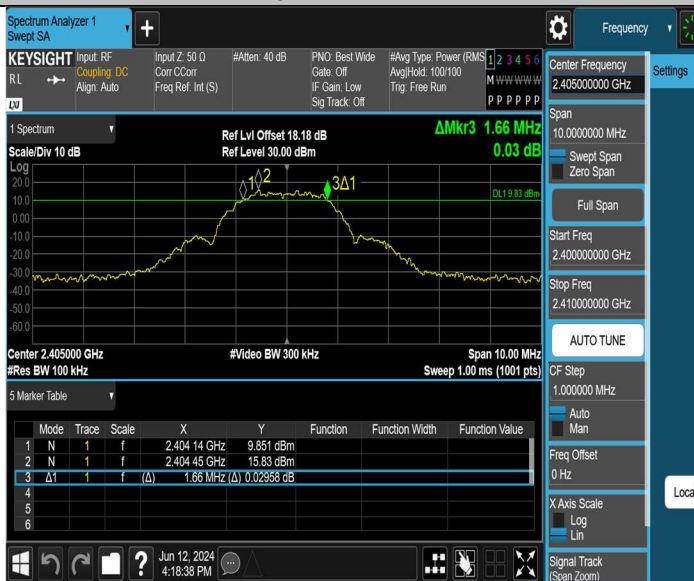 Spectrum Analyzer 1
Swept SA
+
Frequency
KEYSIGHT
RL
LXI
Input: RF
Coupling: DC
Align: Auto
Input Z: 50 Ω
Corr CCorr
Freq Ref: Int (S)
#Atten: 40 dB
PNO: Best Wide
Gate: Off
IF Gain: Low
Sig Track: Off
#Avg Type: Power (RMS
Avg|Hold: 100/100
Trig: Free Run
1 2 3 4 5 6
M W W W W W
P P P P P P
1 Spectrum
Scale/Div 10 dB
Ref Lvl Offset 18.18 dB
Ref Level 30.00 dBm
ΔMkr3 1.66 MHz
0.03 dB
Log
20.0
10.0
0.00
-10.0
-20.0
-30.0
-40.0
-50.0
-60.0
1
2
3Δ1
DL1 9.83 dBm
Center 2.405000 GHz
#Res BW 100 kHz
#Video BW 300 kHz
Span 10.00 MHz
Sweep 1.00 ms (1001 pts)
5 Marker Table
Mode Trace Scale X Y Function Function Width Function Value
1 N 1 f 2.404 14 GHz 9.851 dBm
2 N 1 f 2.404 45 GHz 15.83 dBm
3 Δ1 1 f (Δ) 1.66 MHz (Δ) 0.02958 dB
4
5
6
?
Jun 12, 2024
4:18:38 PM
Center Frequency
2.405000000 GHz
Settings
Span
10.0000000 MHz
Swept Span
Zero Span
Full Span
Start Freq
2.400000000 GHz
Stop Freq
2.410000000 GHz
AUTO TUNE
CF Step
1.000000 MHz
Auto
Man
Freq Offset
0 Hz
Loca
X Axis Scale
Log
Lin
Signal Track
(Span Zoom)